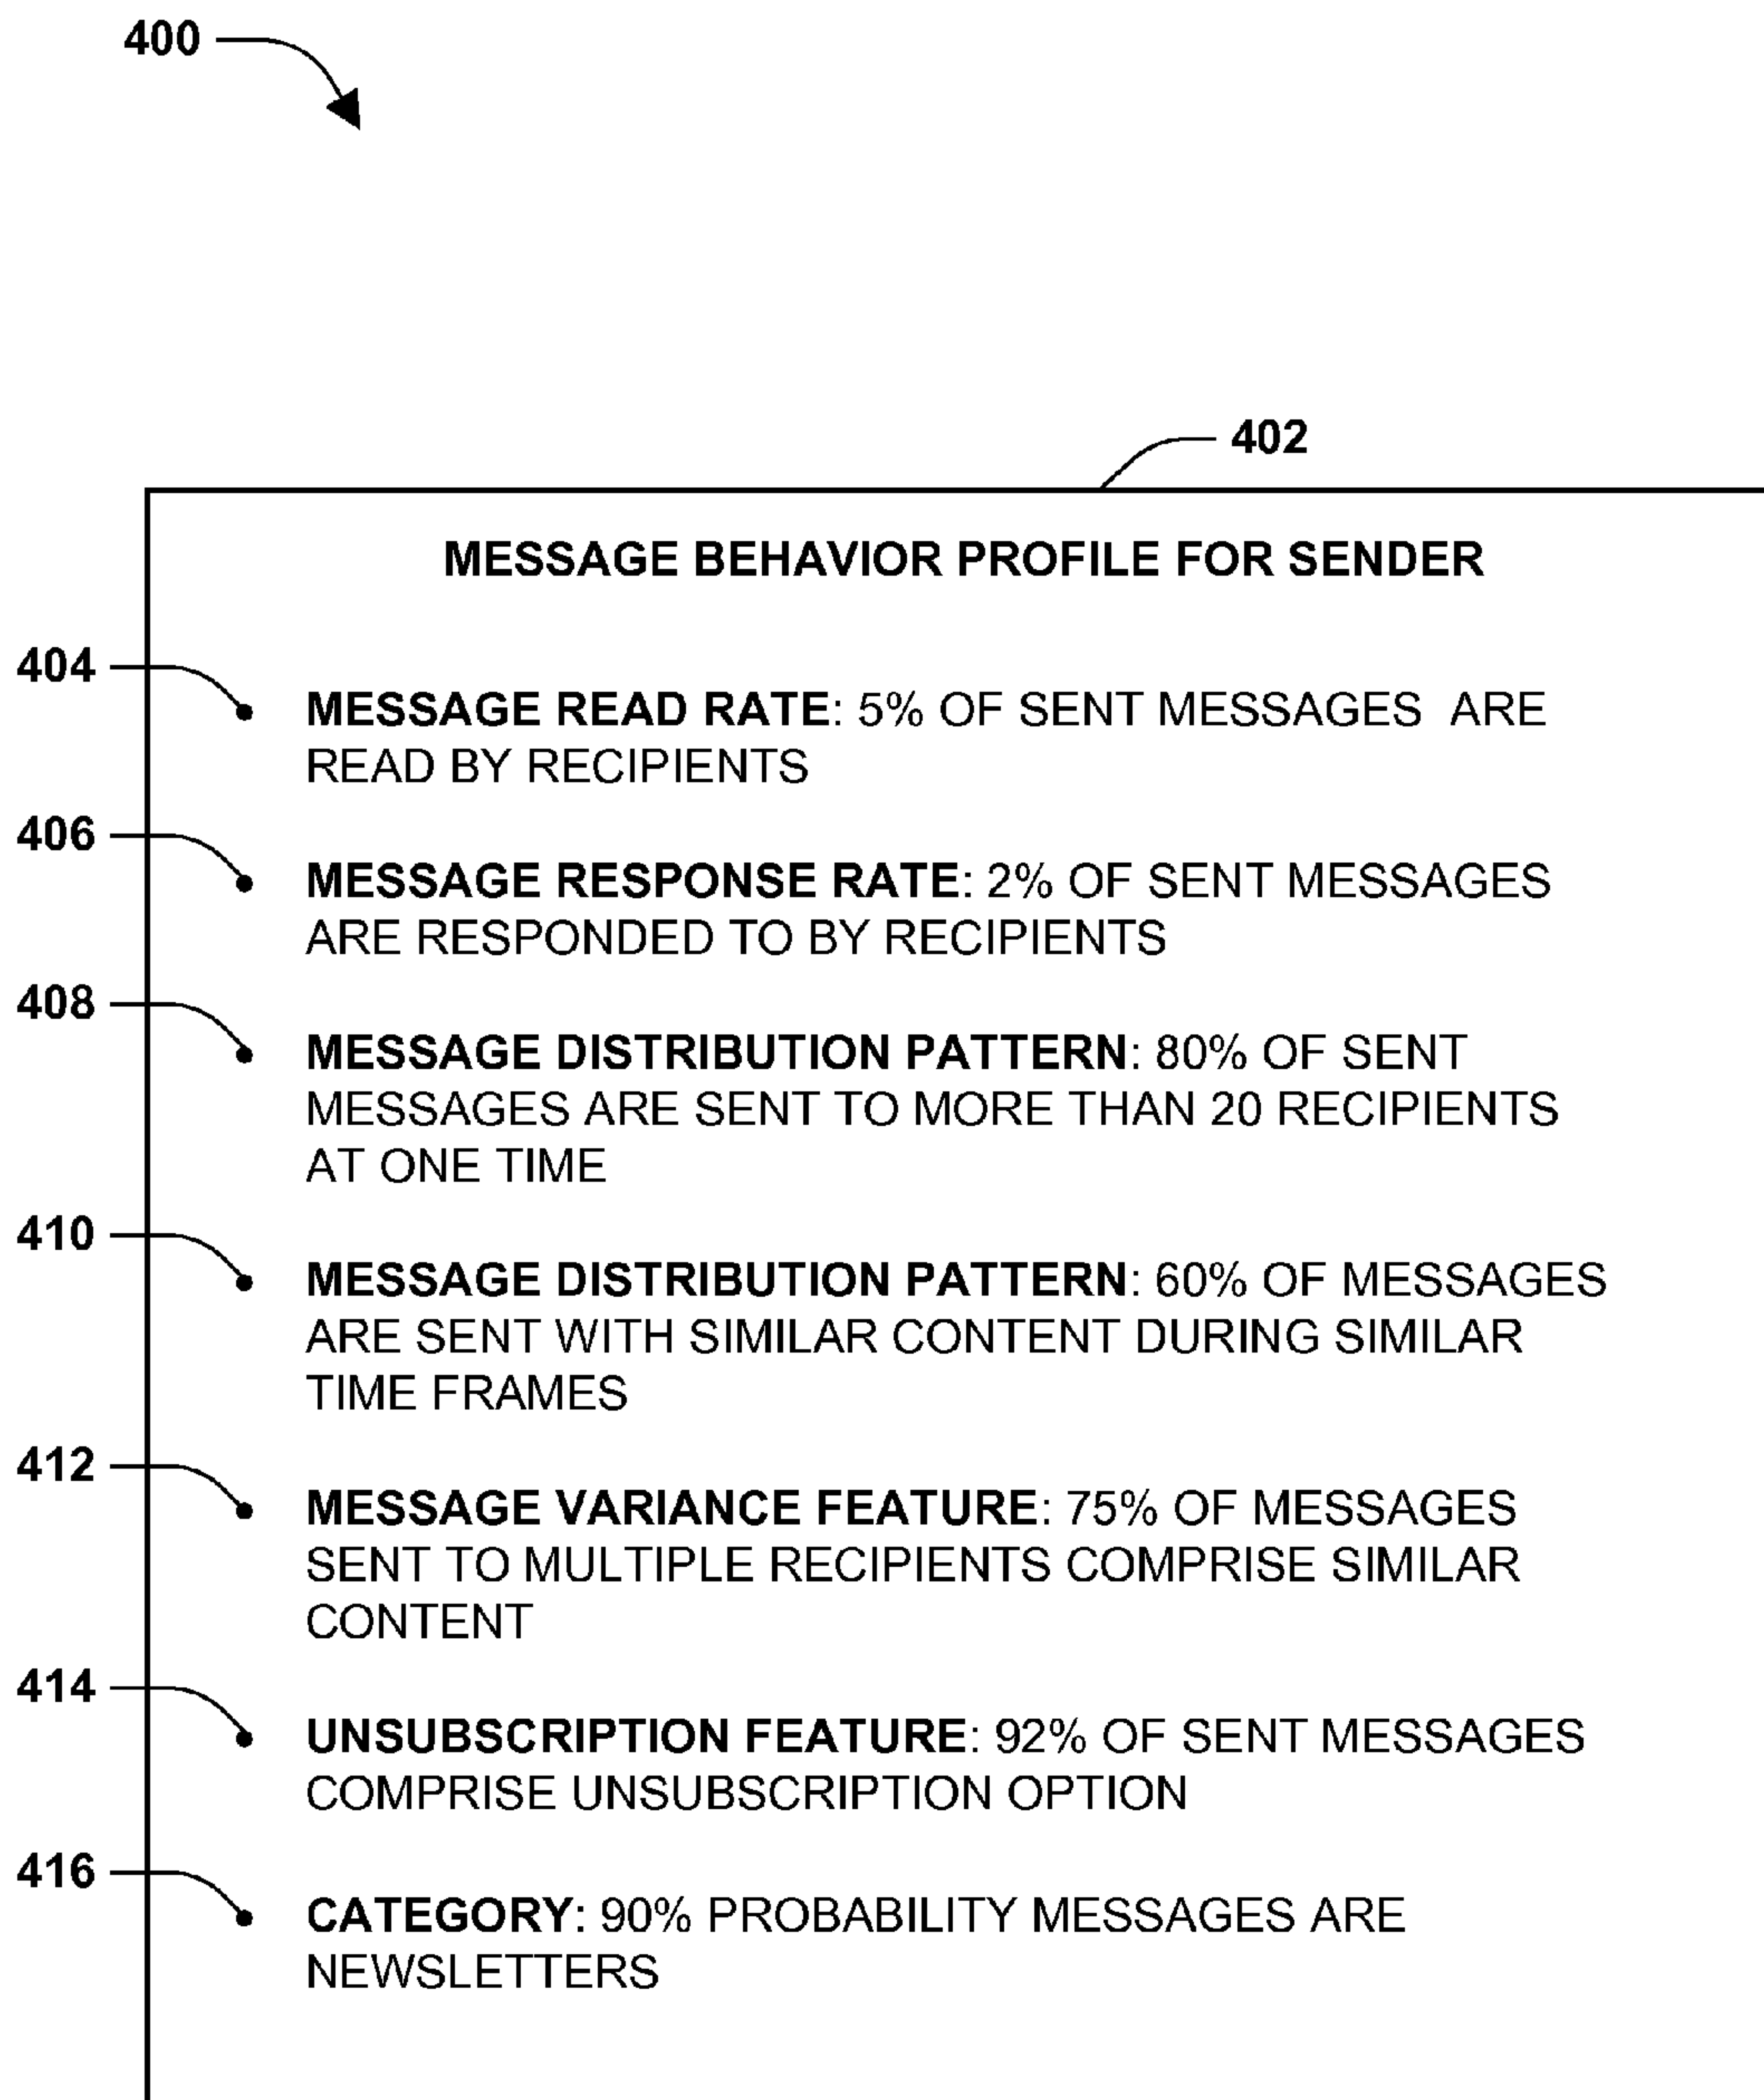 400
402
MESSAGE BEHAVIOR PROFILE FOR SENDER
404
MESSAGE READ RATE: 5% OF SENT MESSAGES ARE
READ BY RECIPIENTS
406
MESSAGE RESPONSE RATE: 2% OF SENT MESSAGES
ARE RESPONDED TO BY RECIPIENTS
408
MESSAGE DISTRIBUTION PATTERN: 80% OF SENT
MESSAGES ARE SENT TO MORE THAN 20 RECIPIENTS
AT ONE TIME
410
MESSAGE DISTRIBUTION PATTERN: 60% OF MESSAGES
ARE SENT WITH SIMILAR CONTENT DURING SIMILAR
TIME FRAMES
412
MESSAGE VARIANCE FEATURE: 75% OF MESSAGES
SENT TO MULTIPLE RECIPIENTS COMPRISE SIMILAR
CONTENT
414
UNSUBSCRIPTION FEATURE: 92% OF SENT MESSAGES
COMPRISE UNSUBSCRIPTION OPTION
416
CATEGORY: 90% PROBABILITY MESSAGES ARE
NEWSLETTERS